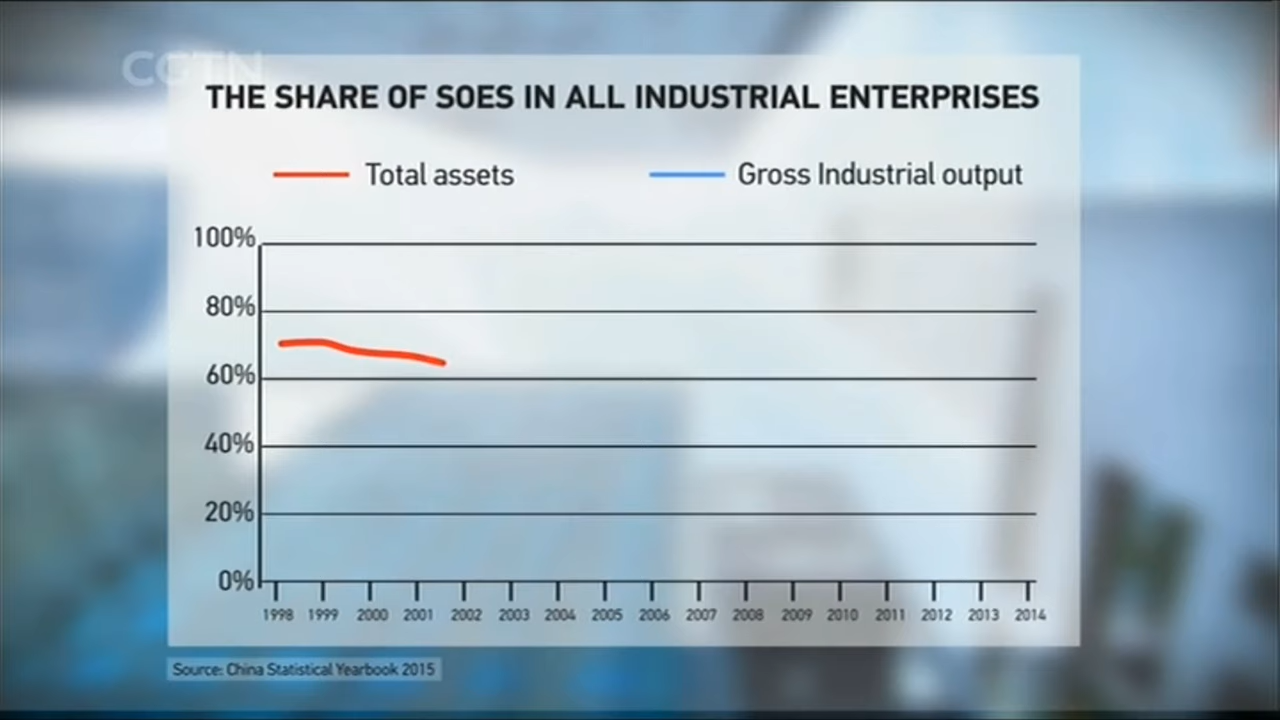 CGTN
THE SHARE OF SOES IN ALL INDUSTRIAL ENTERPRISES
Total assets Gross Industrial output
100%
80%
60%
40%
20%
0%
1998 1999 2000 2001 2002 2003 2004 2005 2006 2007 2008 2009 2010 2011 2012 2013 2014
Source: China Statistical Yearbook 2015